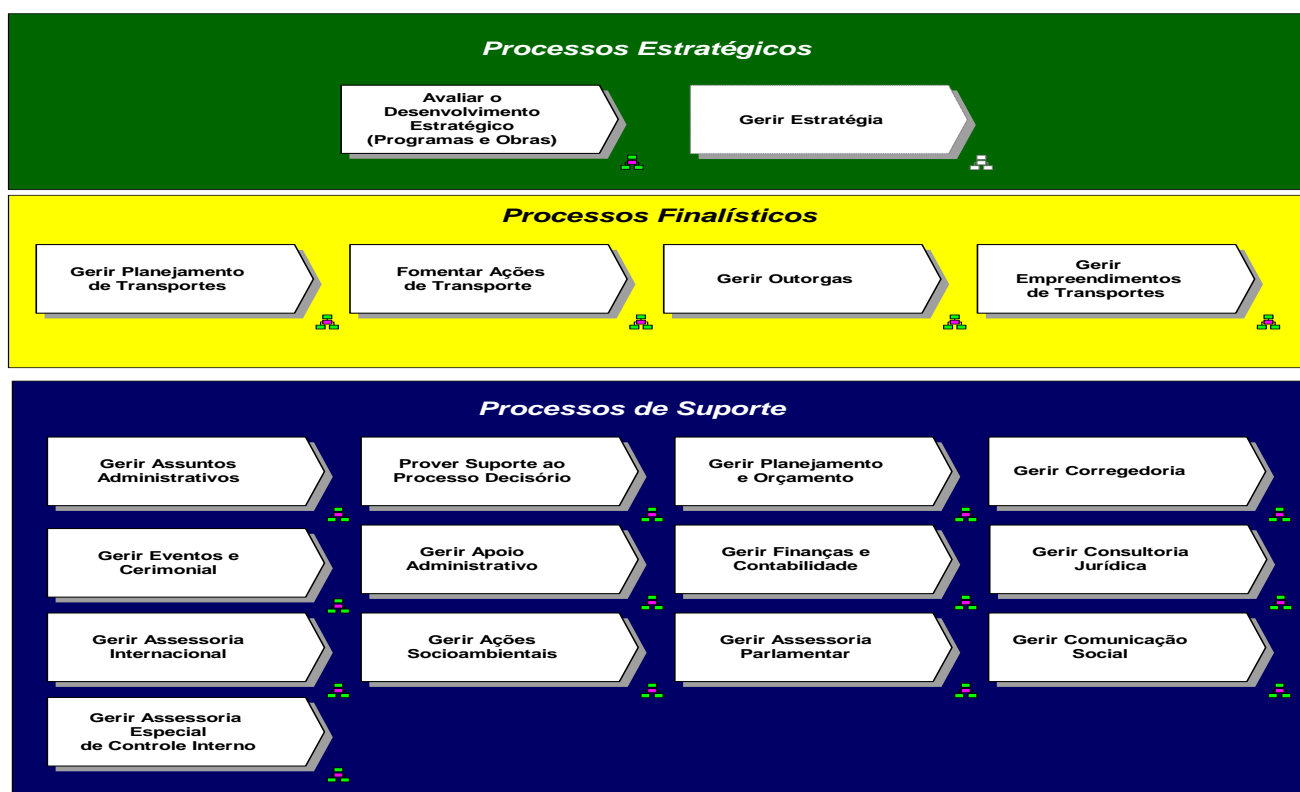 Processos Estratégicos
Avaliar o
Desenvolvimento
Estratégico
(Programas e Obras)
Gerir Estratégia
Processos Finalísticos
Gerir Planejamento
de Transportes
Fomentar Ações
de Transporte
Gerir Outorgas
Gerir
Empreendimentos
de Transportes
Processos de Suporte
Gerir Assuntos
Administrativos
Prover Suporte ao
Processo Decisório
Gerir Planejamento
e Orçamento
Gerir Corregedoria
Gerir Eventos e
Cerimonial
Gerir Apoio
Administrativo
Gerir Finanças e
Contabilidade
Gerir Consultoria
Jurídica
Gerir Assessoria
Internacional
Gerir Ações
Socioambientais
Gerir Assessoria
Parlamentar
Gerir Comunicação
Social
Gerir Assessoria
Especial
de Controle Interno